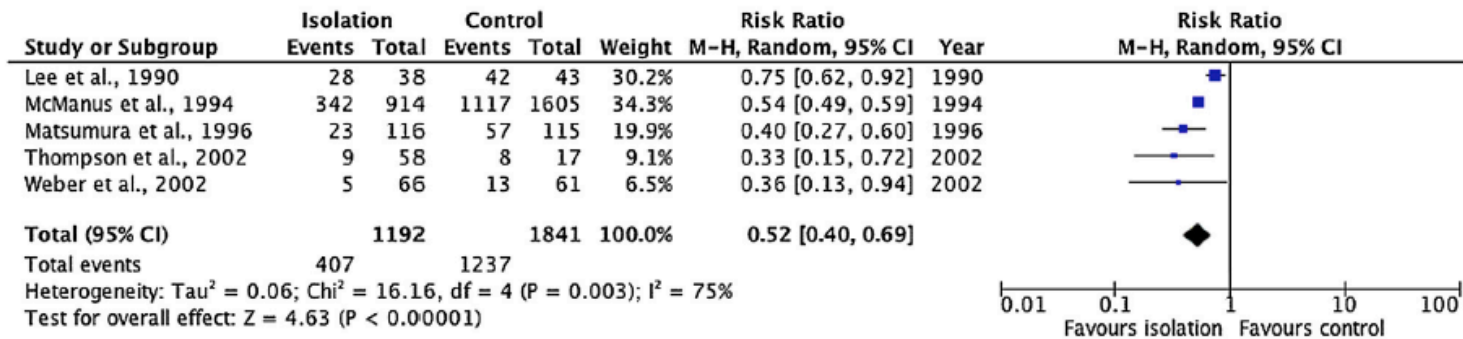 Isolation Control Risk Ratio Risk Ratio
Study or Subgroup Events Total Events Total Weight M-H, Random, 95% CI Year M-H, Random, 95% CI
Lee et al., 1990 28 38 42 43 30.2% 0.75 [0.62, 0.92] 1990
McManus et al., 1994 342 914 1117 1605 34.3% 0.54 [0.49, 0.59] 1994
Matsumura et al., 1996 23 116 57 115 19.9% 0.40 [0.27, 0.60] 1996
Thompson et al., 2002 9 58 8 17 9.1% 0.33 [0.15, 0.72] 2002
Weber et al., 2002 5 66 13 61 6.5% 0.36 [0.13, 0.94] 2002
Total (95% CI) 1192 1841 100.0% 0.52 [0.40, 0.69]
Total events 407 1237
Heterogeneity: Tau² = 0.06; Chi² = 16.16, df = 4 (P = 0.003); I² = 75%
Test for overall effect: Z = 4.63 (P < 0.00001)
0.01 0.1 1 10 100
Favours isolation Favours control